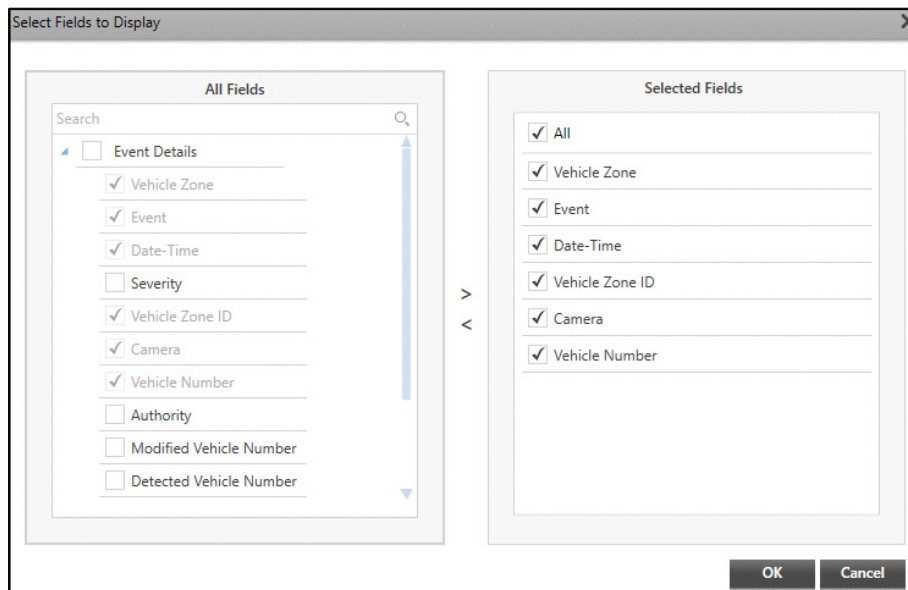 Select Fields to Display
All Fields
Search
Event Details
Vehicle Zone
Event
Date-Time
Severity
Vehicle Zone ID
Camera
Vehicle Number
Authority
Modified Vehicle Number
Detected Vehicle Number
>
<
Selected Fields
All
Vehicle Zone
Event
Date-Time
Vehicle Zone ID
Camera
Vehicle Number
OK
Cancel